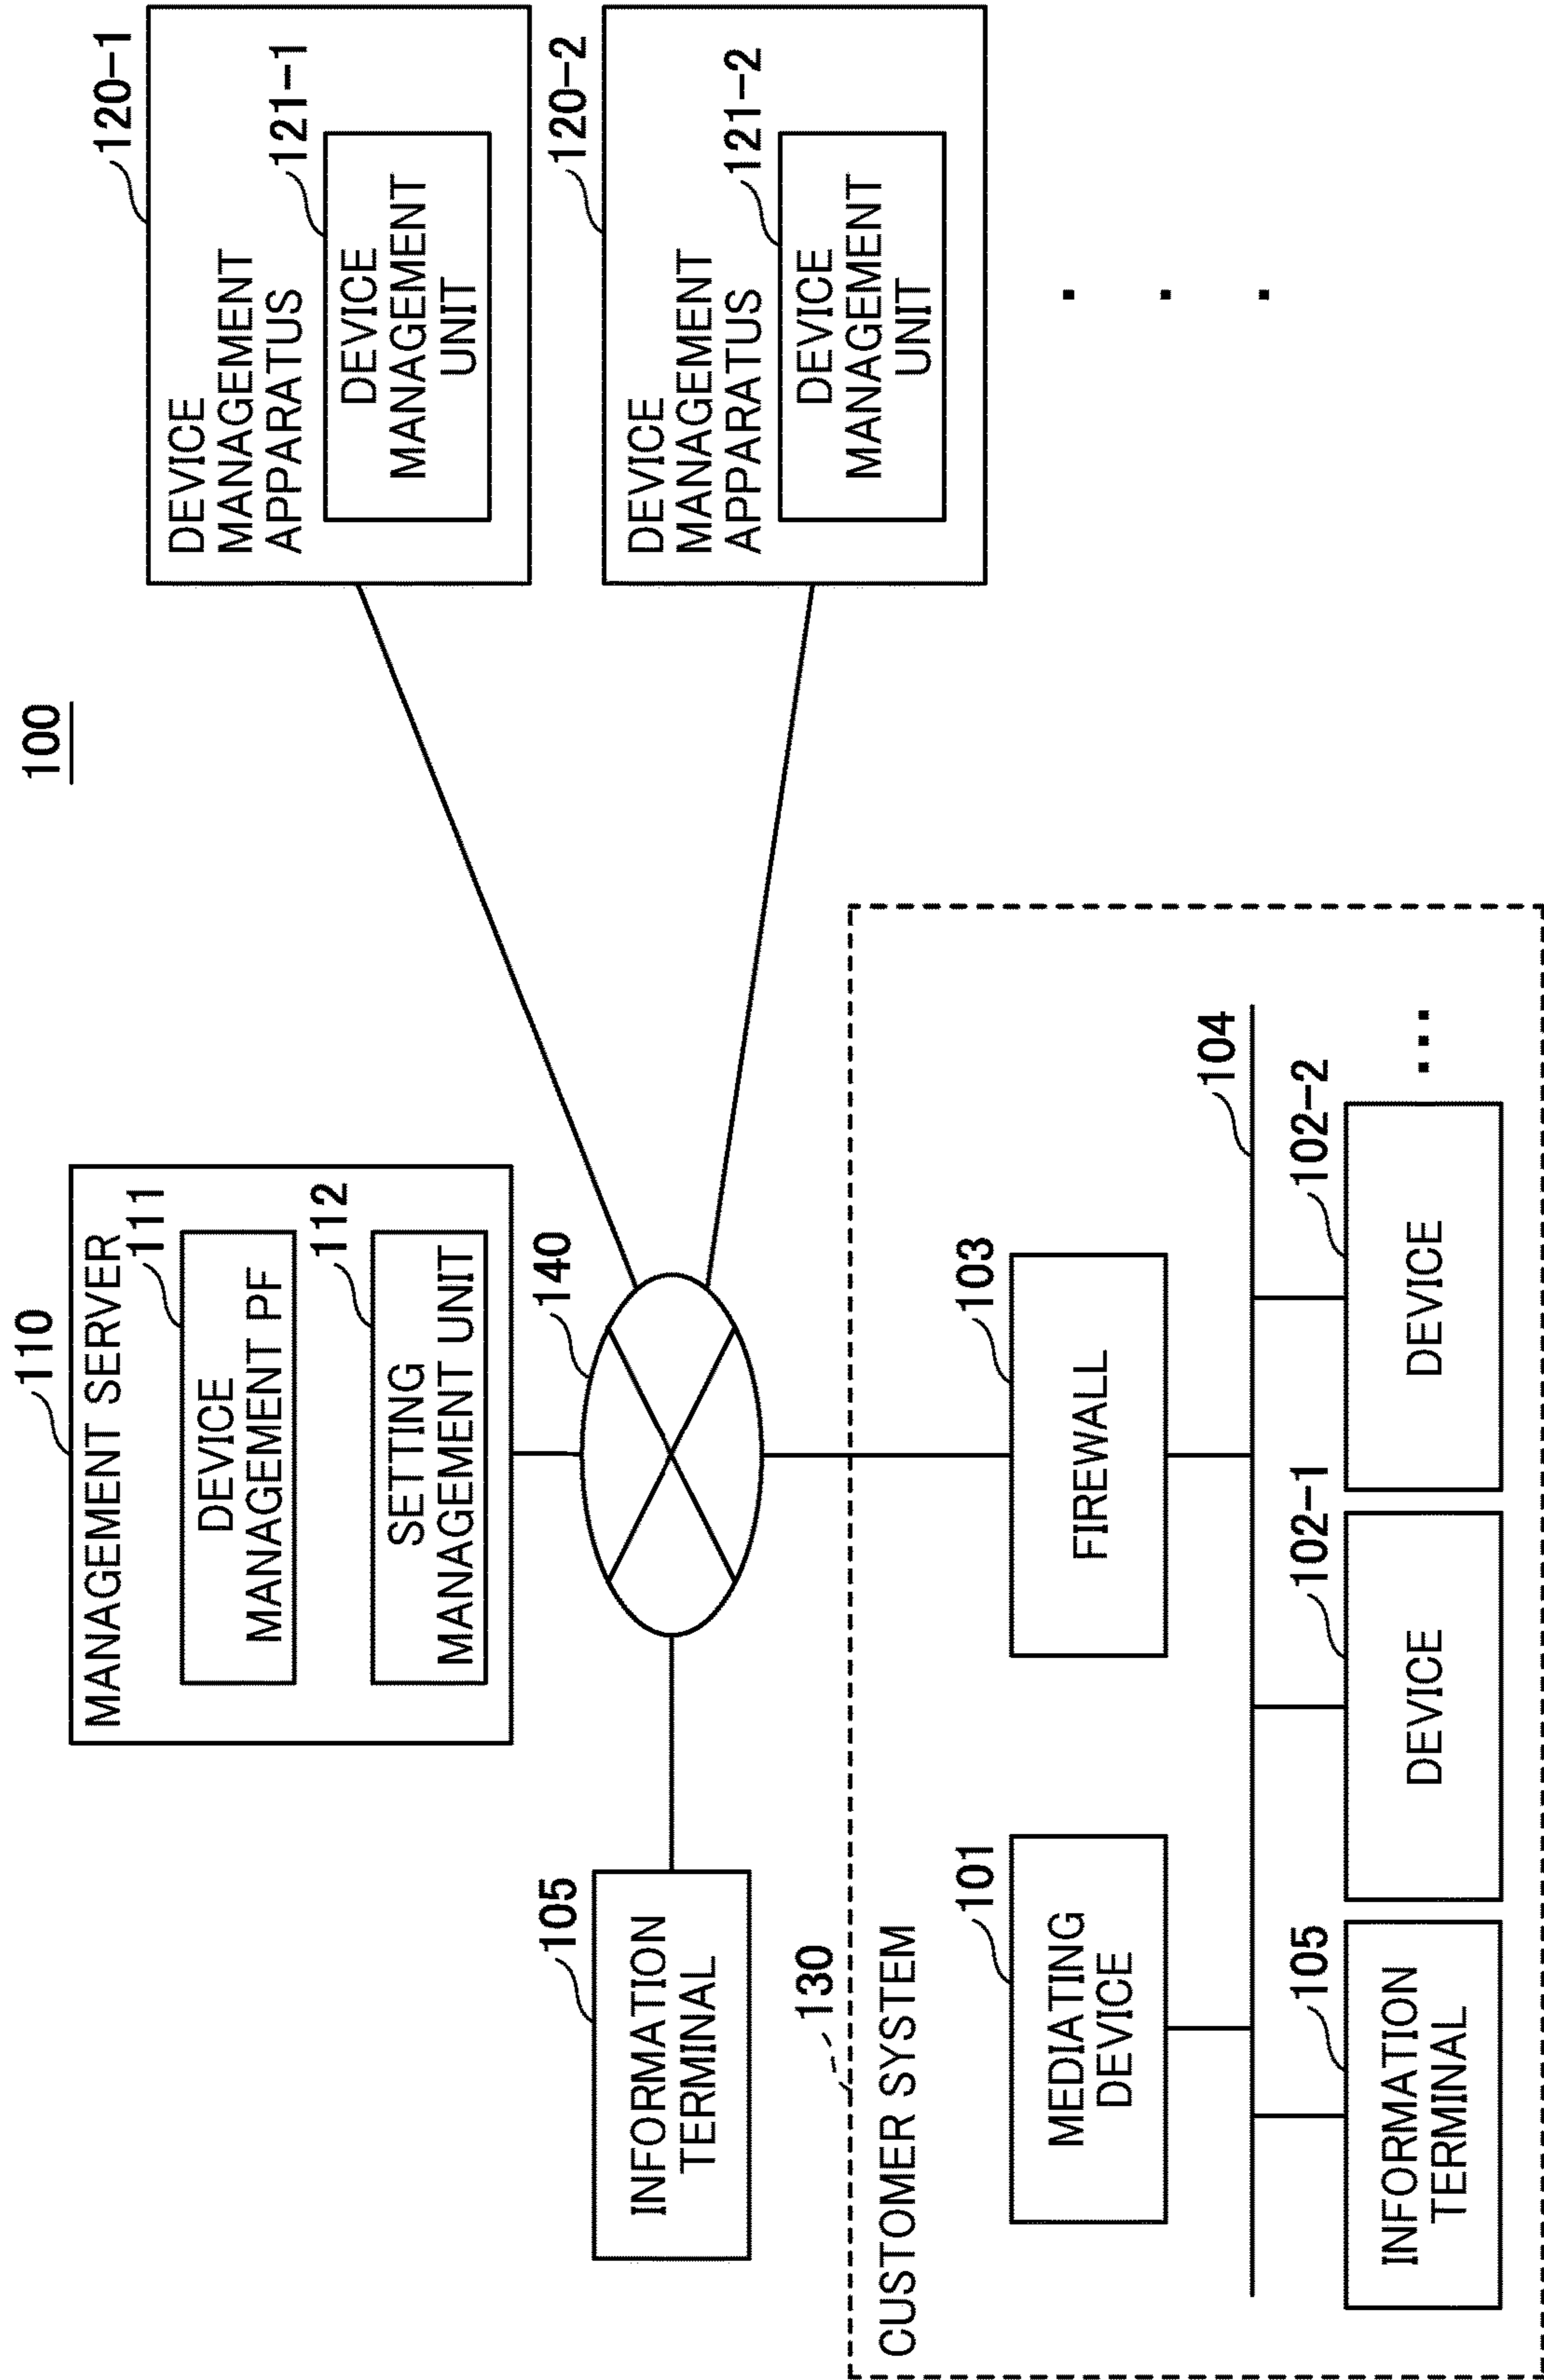 100
110
MANAGEMENT SERVER
111
DEVICE
MANAGEMENT PF
112
SETTING
MANAGEMENT UNIT
120-1
DEVICE
MANAGEMENT
APPARATUS
121-1
DEVICE
MANAGEMENT
UNIT
105
INFORMATION
TERMINAL
140
120-2
DEVICE
MANAGEMENT
APPARATUS
121-2
DEVICE
MANAGEMENT
UNIT
130
CUSTOMER SYSTEM
101
MEDIATING
DEVICE
103
FIREWALL
104
105
INFORMATION
TERMINAL
102-1
DEVICE
102-2
DEVICE
...